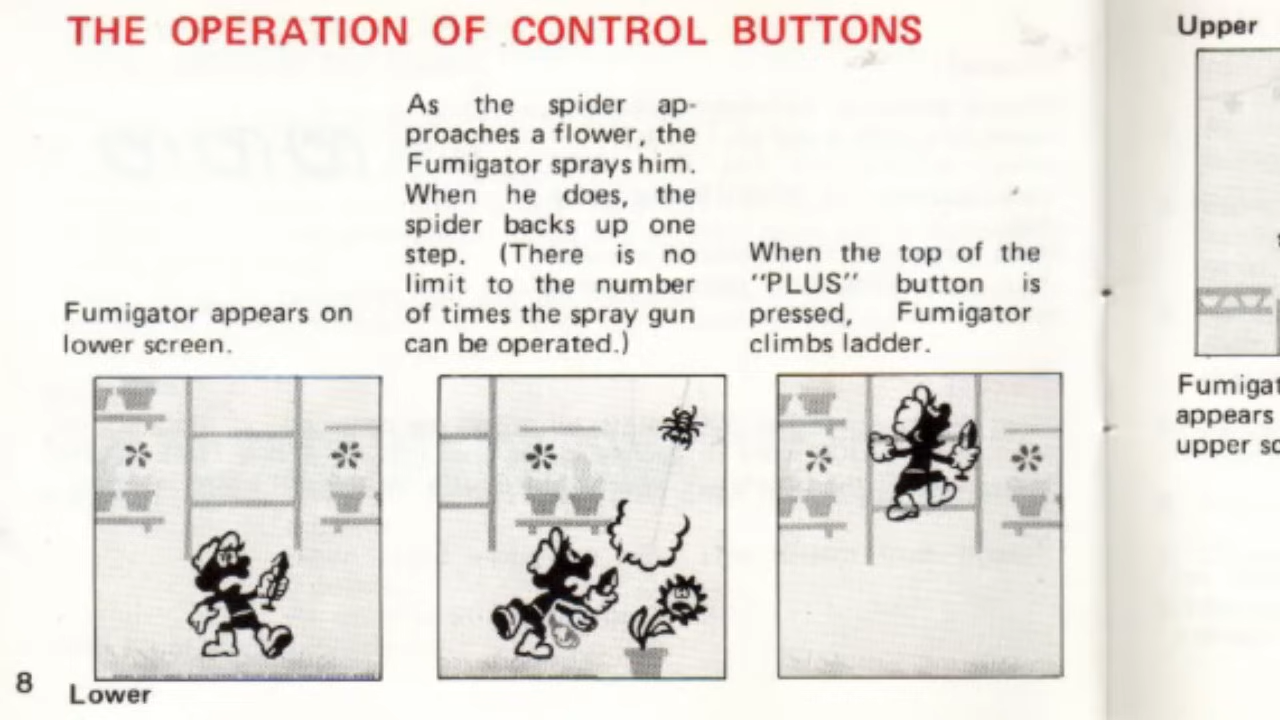 THE OPERATION OF CONTROL BUTTONS
Fumigator appears on
lower screen.
As the spider ap-
proaches a flower, the
Fumigator sprays him.
When he does, the
spider backs up one
step. (There is no
limit to the number
of times the spray gun
can be operated.)
When the top of the
"PLUS" button is
pressed, Fumigator
climbs ladder.
8
Lower
Upper
appears
upper